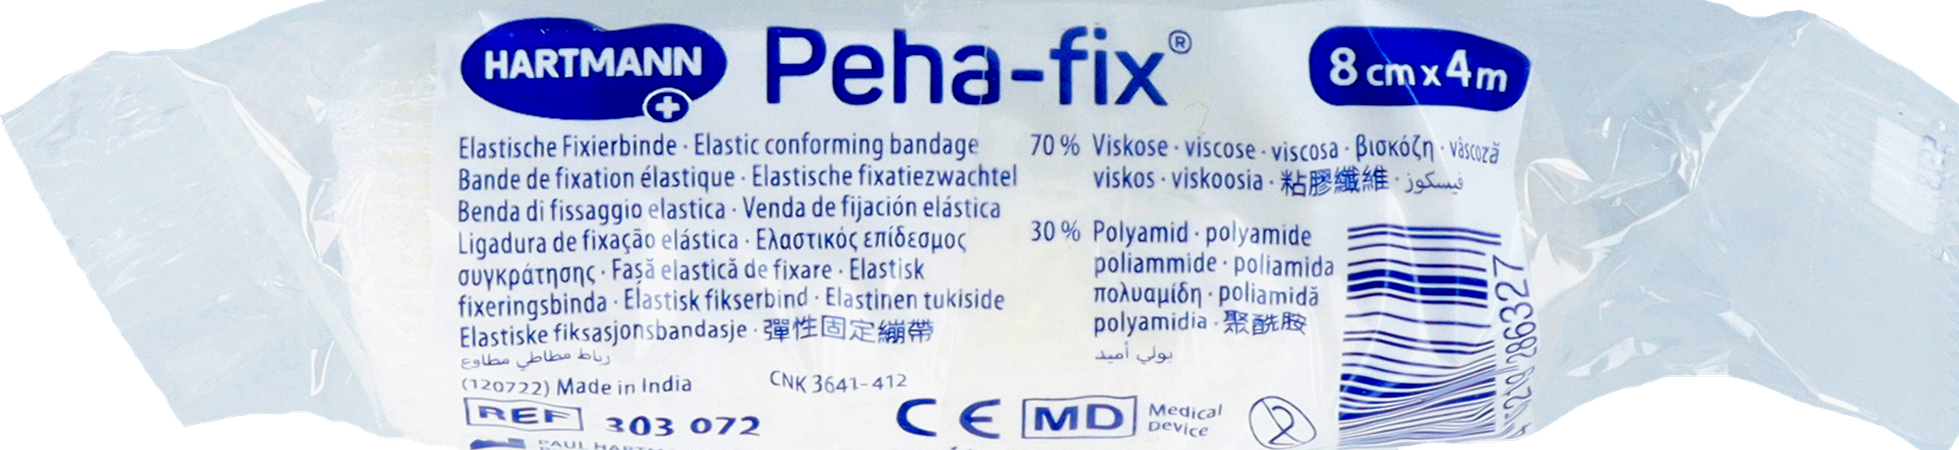 HARTMANN
Peha-fix®
8 cm x 4 m
Elastische Fixierbinde · Elastic conforming bandage
Bande de fixation élastique · Elastische fixatiezwachtel
Benda di fissaggio elastica · Venda de fijación elástica
Ligadura de fixação elástica · Ελαστικός επίδεσμος
συγκράτησης · Fașă elastică de fixare · Elastisk
fixeringsbinda · Elastisk fikserbind · Elastinen tukiside
Elastiske fiksasjonsbandasje · 彈性固定繃帶
رباط مطاطي مطاوع
(120722) Made in India
CNK 3641-412
REF 303 072
PAUL
70 % Viskose · viscose · viscosa · βισκόζη · vâscoză
viskos · viskoosia · 粘膠纖維 · فيسكوز
30 % Polyamid · polyamide
poliammide · poliamida
πολυαμίδη · poliamidă
polyamidia · 聚酰胺
بولي أميد
CE MD Medical
Device
2
286327